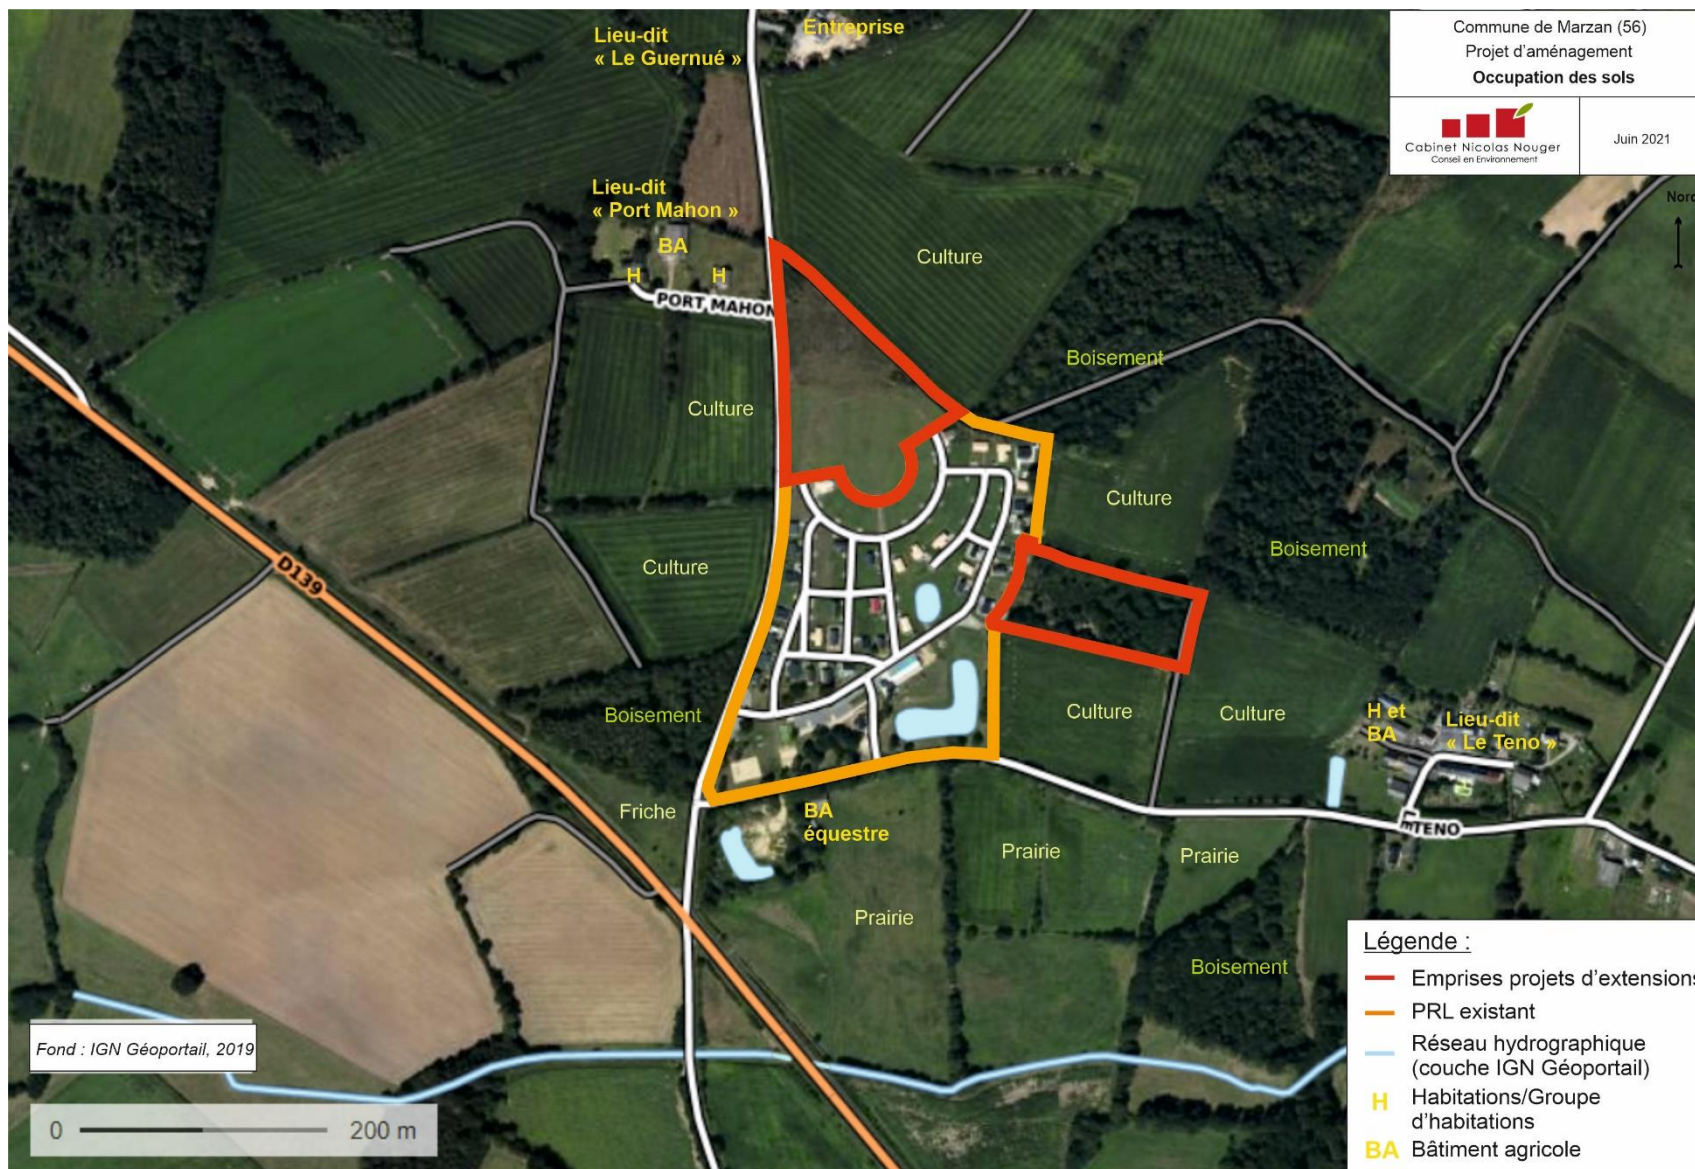 Lieu-dit
« Le Guernué »
Entreprise
Commune de Marzan (56)
Projet d'aménagement
Occupation des sols
Cabinet Nicolas Nouger
Conseil en Environnement
Juin 2021
Nord
Lieu-dit
« Port Mahon »
BA
H
H
PORT MAHON
Culture
Boisement
Culture
Culture
Boisement
Culture
D139
Boisement
Culture
Culture
H et
BA
Lieu-dit
« Le Teno »
H
LE TENO
Friche
BA
équestre
Prairie
Prairie
Prairie
Boisement
Fond : IGN Géoportail, 2019
0 200 m
Légende :
Emprises projets d'extensions
PRL existant
Réseau hydrographique
(couche IGN Géoportail)
H Habitations/Groupe
d'habitations
BA Bâtiment agricole